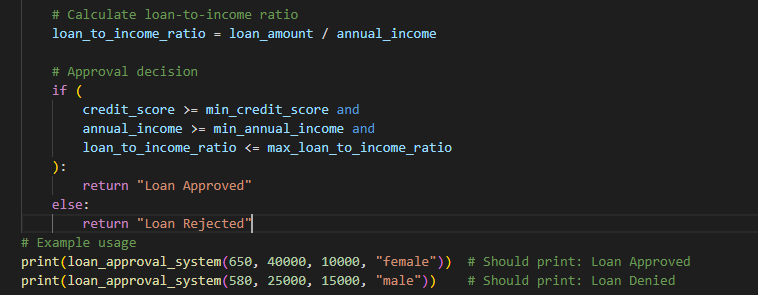 # Calculate loan-to-income ratio
loan_to_income_ratio = loan_amount / annual_income
# Approval decision
if (
credit_score >= min_credit_score and
annual_income >= min_annual_income and
loan_to_income_ratio <= max_loan_to_income_ratio
):
return "Loan Approved"
else:
return "Loan Rejected"
# Example usage
print(loan_approval_system(650, 40000, 10000, "female"))  # Should print: Loan Approved
print(loan_approval_system(580, 25000, 15000, "male"))    # Should print: Loan Denied